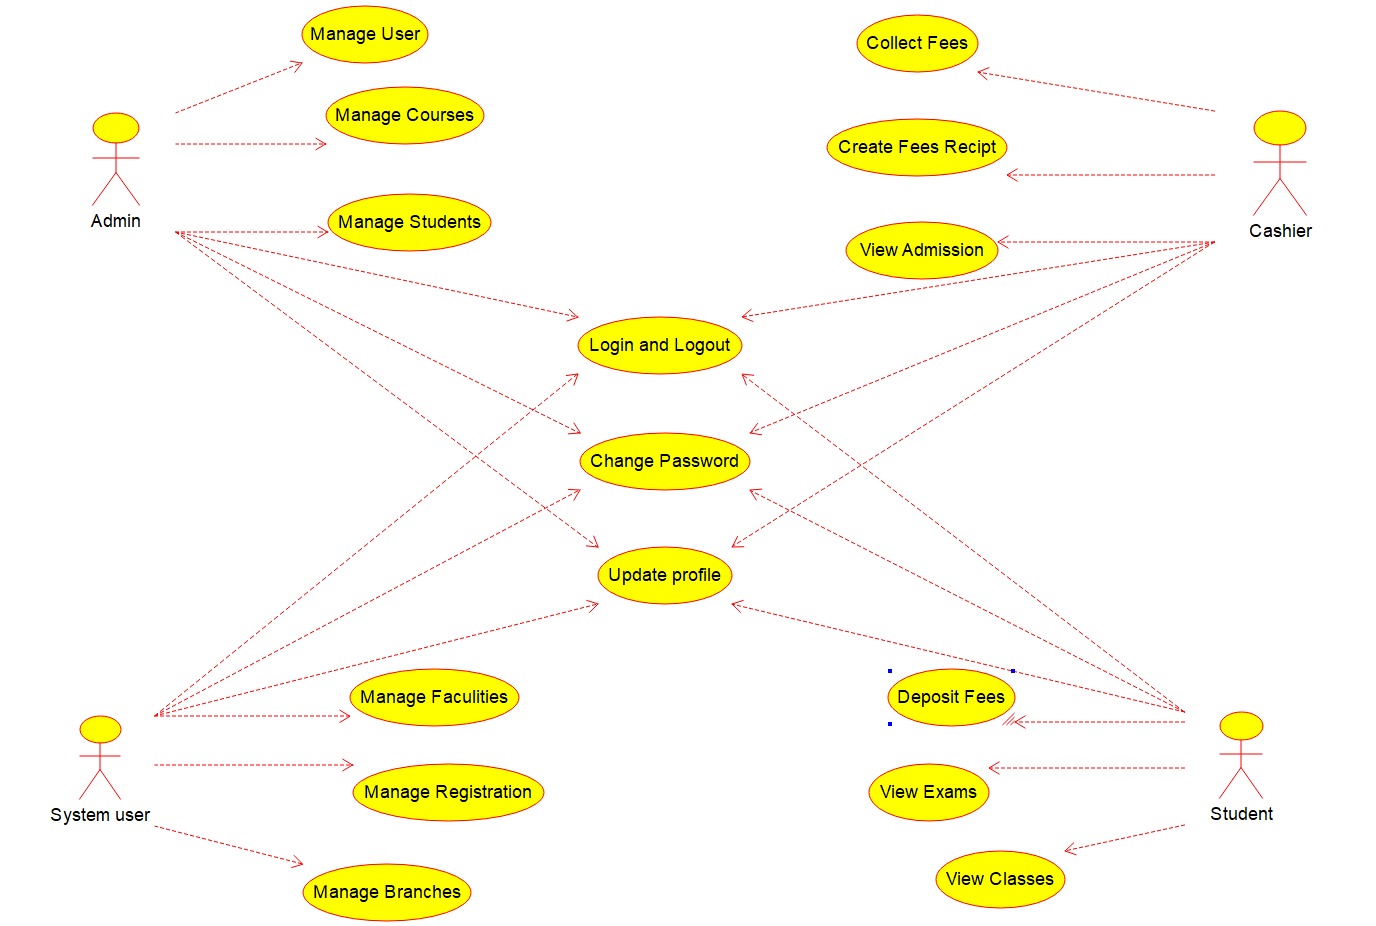 Manage User
Collect Fees
Manage Courses
Create Fees Recipt
Admin
Cashier
Manage Students
View Admission
Login and Logout
Change Password
Update profile
Manage Faculities
Deposit Fees
Manage Registration
View Exams
System user
Student
Manage Branches
View Classes